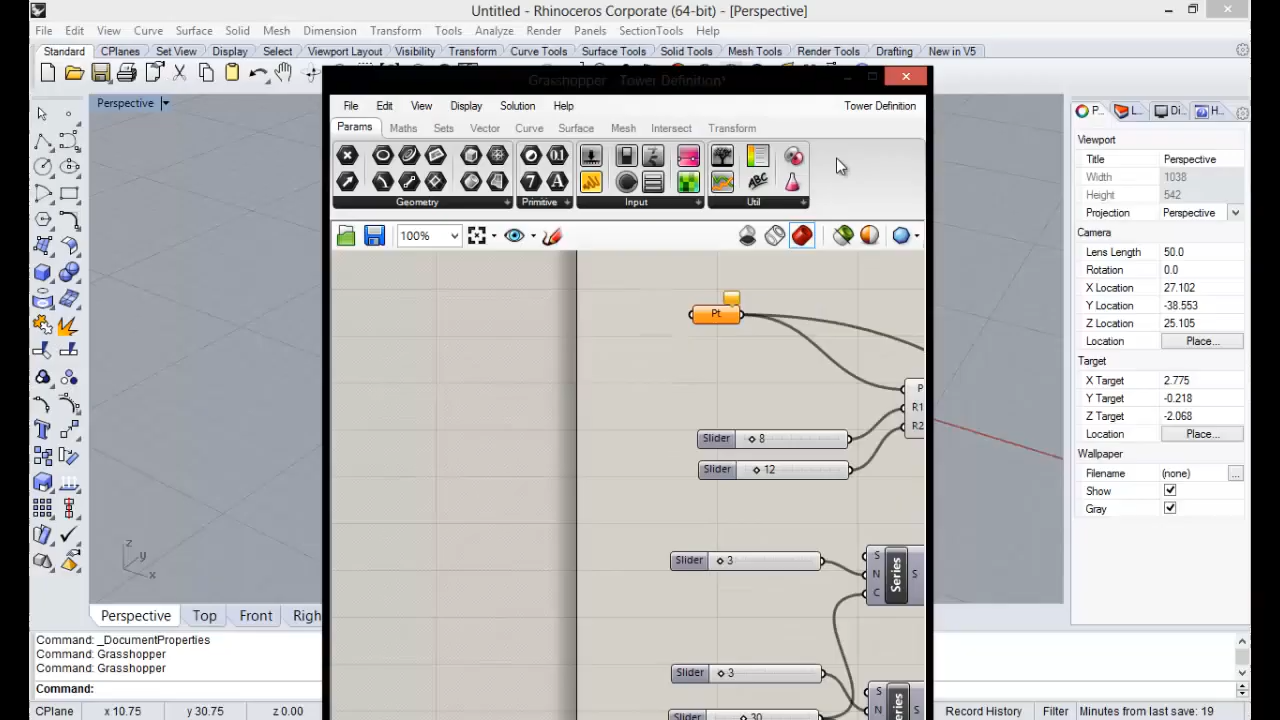 Untitled - Rhinoceros Corporate (64-bit) - [Perspective]
File Edit View Curve Surface Solid Mesh Dimension Transform Tools Analyze Render Panels SectionTools Help
Standard CPlanes Set View Display Select Viewport Layout Visibility Transform Curve Tools Surface Tools Solid Tools Mesh Tools Render Tools Drafting New in V5
Grasshopper - Tower Definition*
Perspective
File Edit View Display Solution Help Tower Definition
Params Maths Sets Vector Curve Surface Mesh Intersect Transform
Geometry Primitive Input Util
100%
Pt
P
R1
Slider 8
R2
Slider 12
Slider 3
S
N
C
Series
S
Slider 3
Slider 30
S
N
Series
P... L... Di... H...
Viewport
Title Perspective
Width 1038
Height 542
Projection Perspective
Camera
Lens Length 50.0
Rotation 0.0
X Location 27.102
Y Location -38.553
Z Location 25.105
Location Place...
Target
X Target 2.775
Y Target -0.218
Z Target -2.068
Location Place...
Wallpaper
Filename (none) ...
Show
Gray
z
y
x
Perspective Top Front Righ
Command: _DocumentProperties
Command: Grasshopper
Command: Grasshopper
Command:
CPlane x 10.75 y 30.75 z 0.00 Record History Filter Minutes from last save: 19